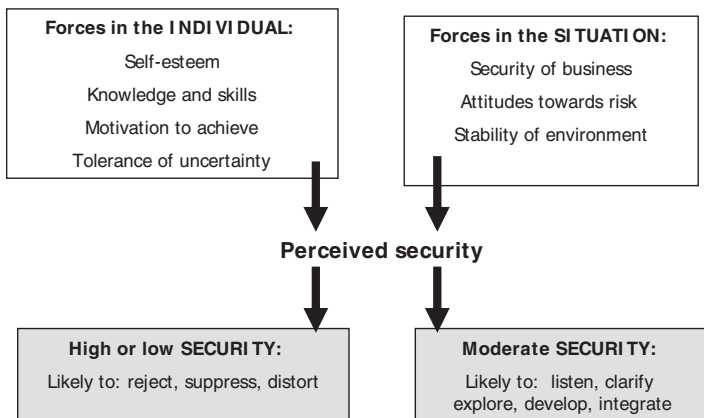 Forces in the INDIVIDUAL:
Self-esteem
Knowledge and skills
Motivation to achieve
Tolerance of uncertainty
Forces in the SITUATION:
Security of business
Attitudes towards risk
Stability of environment
Perceived security
High or low SECURITY:
Likely to: reject, suppress, distort
Moderate SECURITY:
Likely to: listen, clarify
explore, develop, integrate